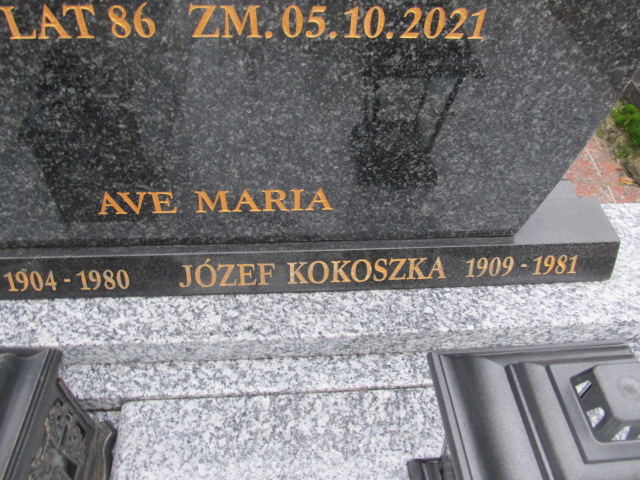 LAT 86 ZM. 05.10.2021
AVE MARIA
1904 - 1980 JÓZEF KOKOSZKA 1909 - 1981